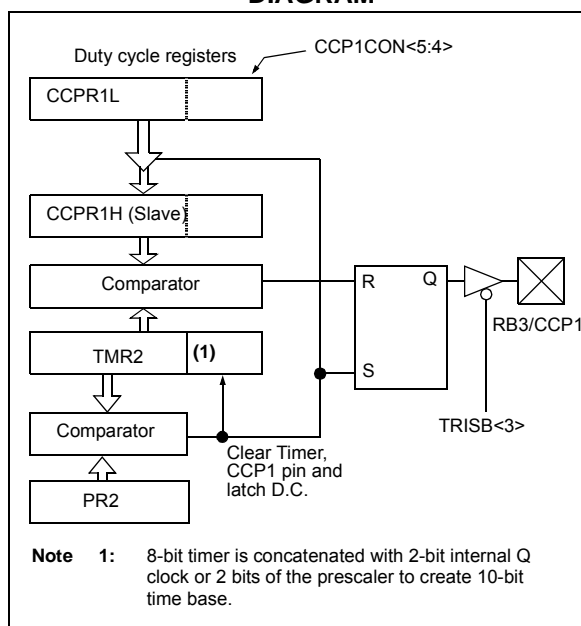 DIAGRAM
Duty cycle registers
CCP1CON<5:4>
CCPR1L
CCPR1H (Slave)
Comparator
R
Q
RB3/CCP1
TMR2
(1)
S
Comparator
TRISB<3>
Clear Timer,
CCP1 pin and
latch D.C.
PR2
Note 1: 8-bit timer is concatenated with 2-bit internal Q
clock or 2 bits of the prescaler to create 10-bit
time base.